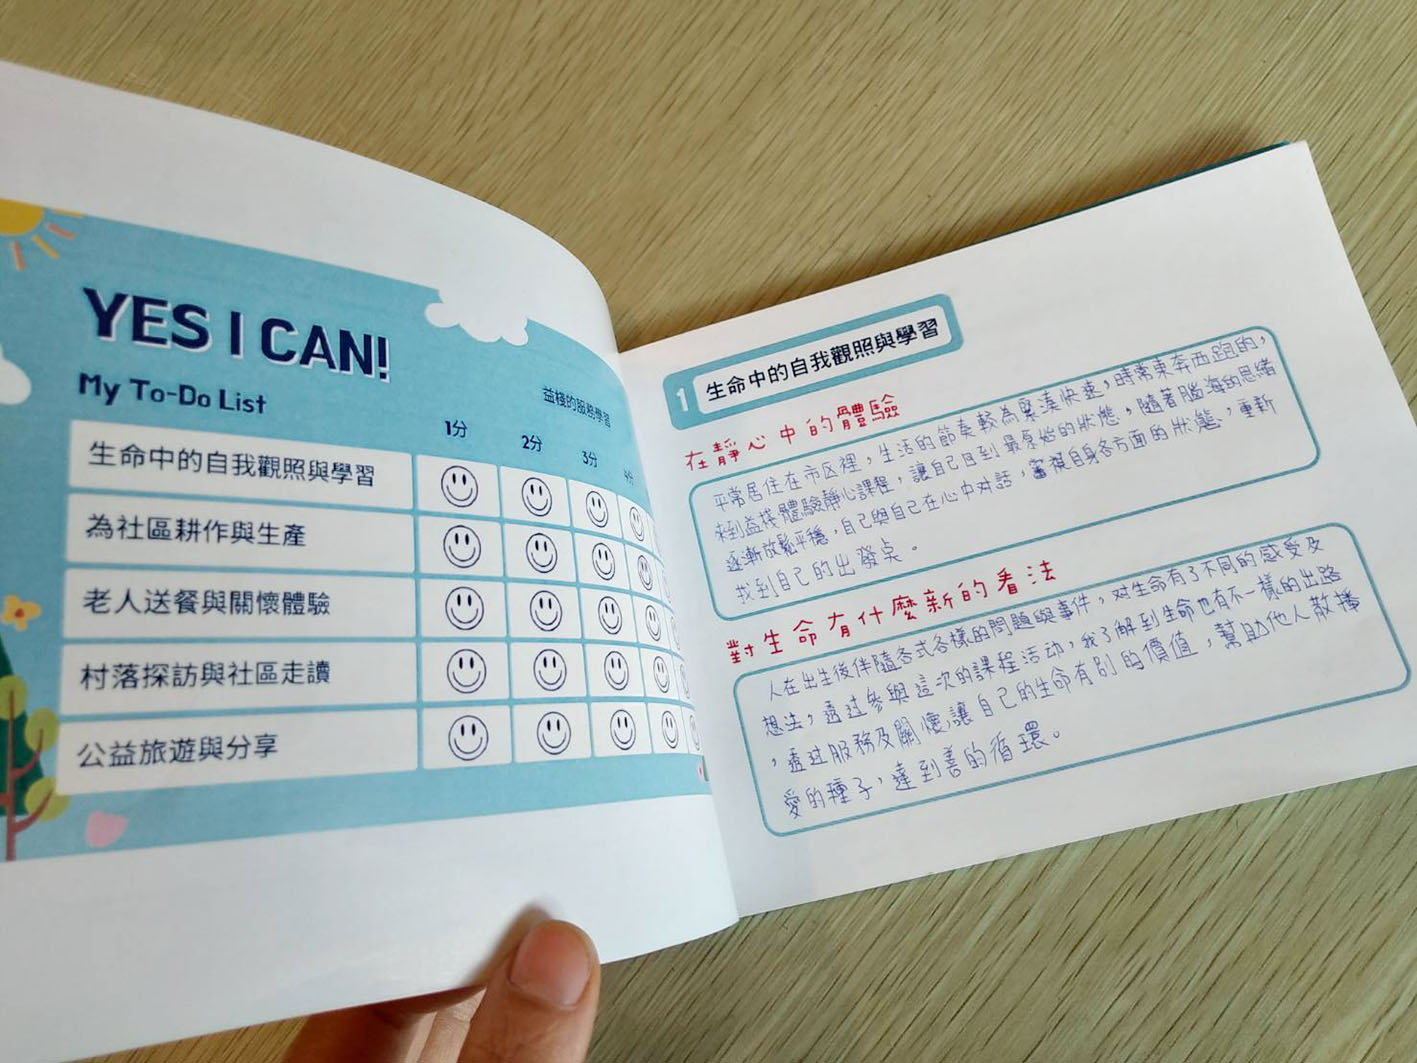 YES I CAN!
My To-Do List
益棧的服務學習
1分 2分 3分 4分
生命中的自我觀照與學習
為社區耕作與生產
老人送餐與關懷體驗
村落探訪與社區走讀
公益旅遊與分享
1 生命中的自我觀照與學習
在靜心中的體驗
平常居住在市区裡，生活的節奏較為緊湊快速，時常東奔西跑的，
來到益棧體驗靜心課程，讓自己回到最原始的狀態，隨著腦海的思緒
逐漸放鬆平穩，自己與自己在心中对話，審視自身各方面的狀態，重新
找到自己的出發點。
對生命有什麼新的看法
人在出生後伴隨各式各樣的問題與事件，对生命有了不同的感受及
想法，透过參與這次的課程活动，我了解到生命也有不一樣的出路
，透过服務及關懷，讓自己的生命有別的價值，幫助他人散播
愛的種子，達到善的循環。